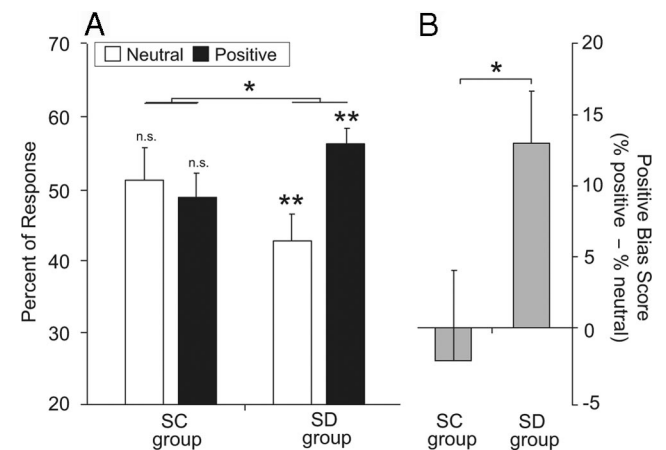 A
B
70
60
50
40
30
20
Percent of Response
Neutral Positive
*
n.s.
n.s.
**
**
SC
group
SD
group
*
20
15
10
5
0
-5
Positive Bias Score
(% positive – % neutral)
SC
group
SD
group